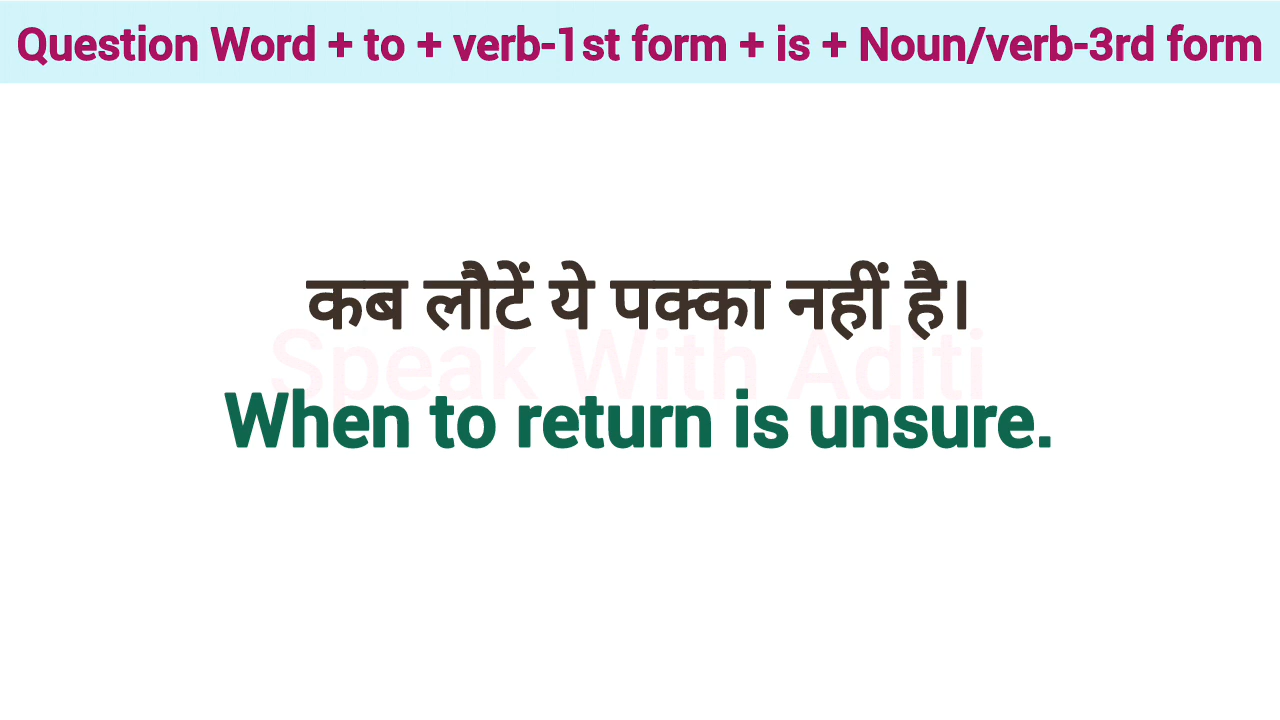 Question Word + to + verb-1st form + is + Noun/verb-3rd form
कब लौटें ये पक्का नहीं है।
Speak With Aditi
When to return is unsure.